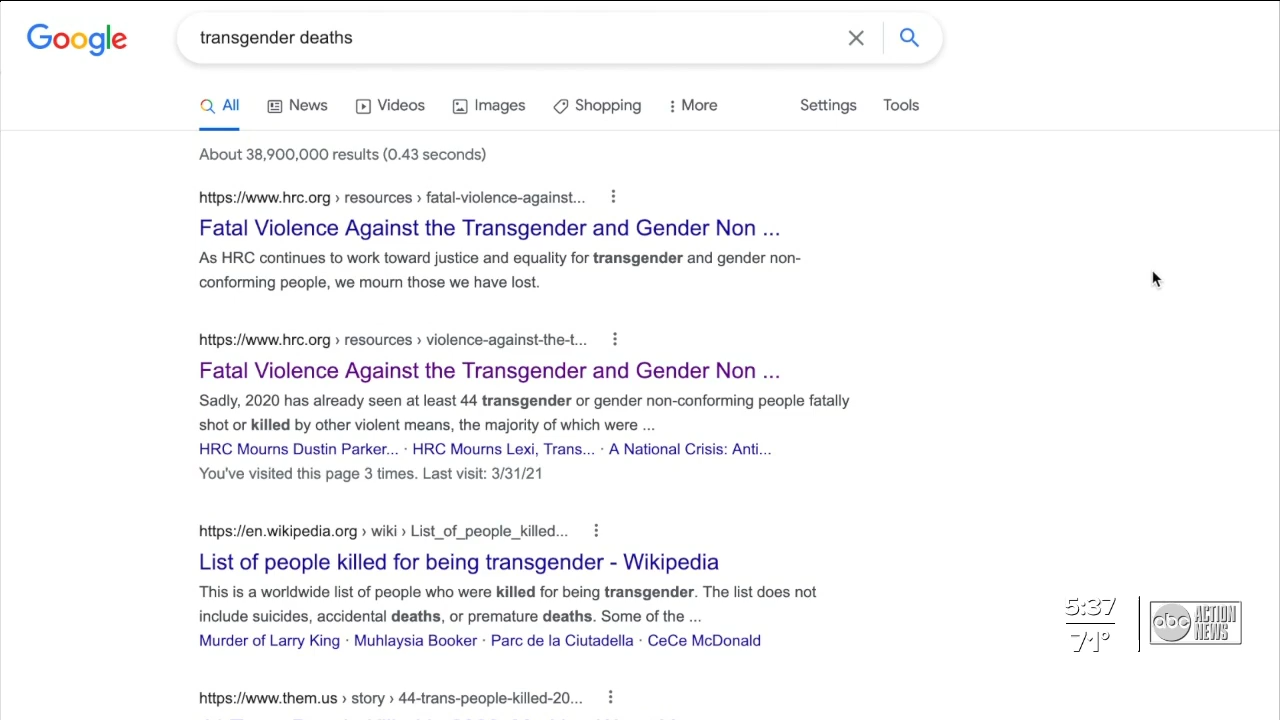 Google
transgender deaths
All News Videos Images Shopping More Settings Tools
About 38,900,000 results (0.43 seconds)
https://www.hrc.org › resources › fatal-violence-against...
Fatal Violence Against the Transgender and Gender Non ...
As HRC continues to work toward justice and equality for transgender and gender non-
conforming people, we mourn those we have lost.
https://www.hrc.org › resources › violence-against-the-t...
Fatal Violence Against the Transgender and Gender Non ...
Sadly, 2020 has already seen at least 44 transgender or gender non-conforming people fatally
shot or killed by other violent means, the majority of which were ...
HRC Mourns Dustin Parker... · HRC Mourns Lexi, Trans... · A National Crisis: Anti...
You've visited this page 3 times. Last visit: 3/31/21
https://en.wikipedia.org › wiki › List_of_people_killed...
List of people killed for being transgender - Wikipedia
This is a worldwide list of people who were killed for being transgender. The list does not
include suicides, accidental deaths, or premature deaths. Some of the ...
Murder of Larry King · Muhlaysia Booker · Parc de la Ciutadella · CeCe McDonald
https://www.them.us › story › 44-trans-people-killed-20...
5:37
71°
abc ACTION
NEWS